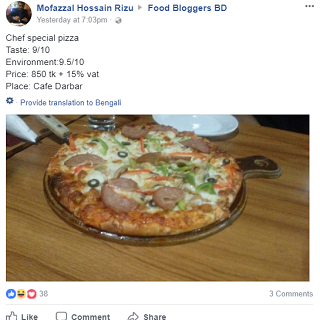 Mofazzal Hossain Rizu ▶ Food Bloggers BD
Yesterday at 7:03pm ·
Chef special pizza
Taste: 9/10
Environment:9.5/10
Price: 850 tk + 15% vat
Place: Cafe Darbar
Provide translation to Bengali
38
3 Comments
Like Comment Share